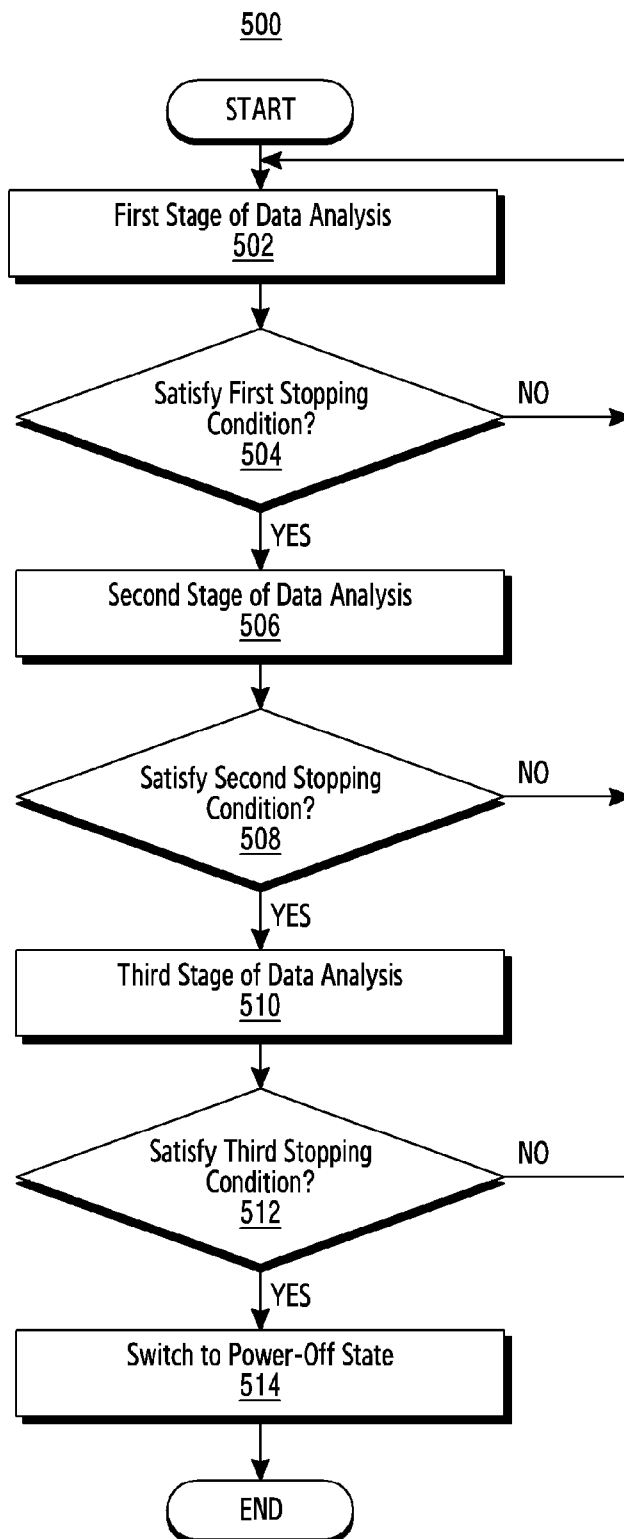 500
START
First Stage of Data Analysis
502
Satisfy First Stopping
Condition?
504
NO
YES
Second Stage of Data Analysis
506
Satisfy Second Stopping
Condition?
508
NO
YES
Third Stage of Data Analysis
510
Satisfy Third Stopping
Condition?
512
NO
YES
Switch to Power-Off State
514
END